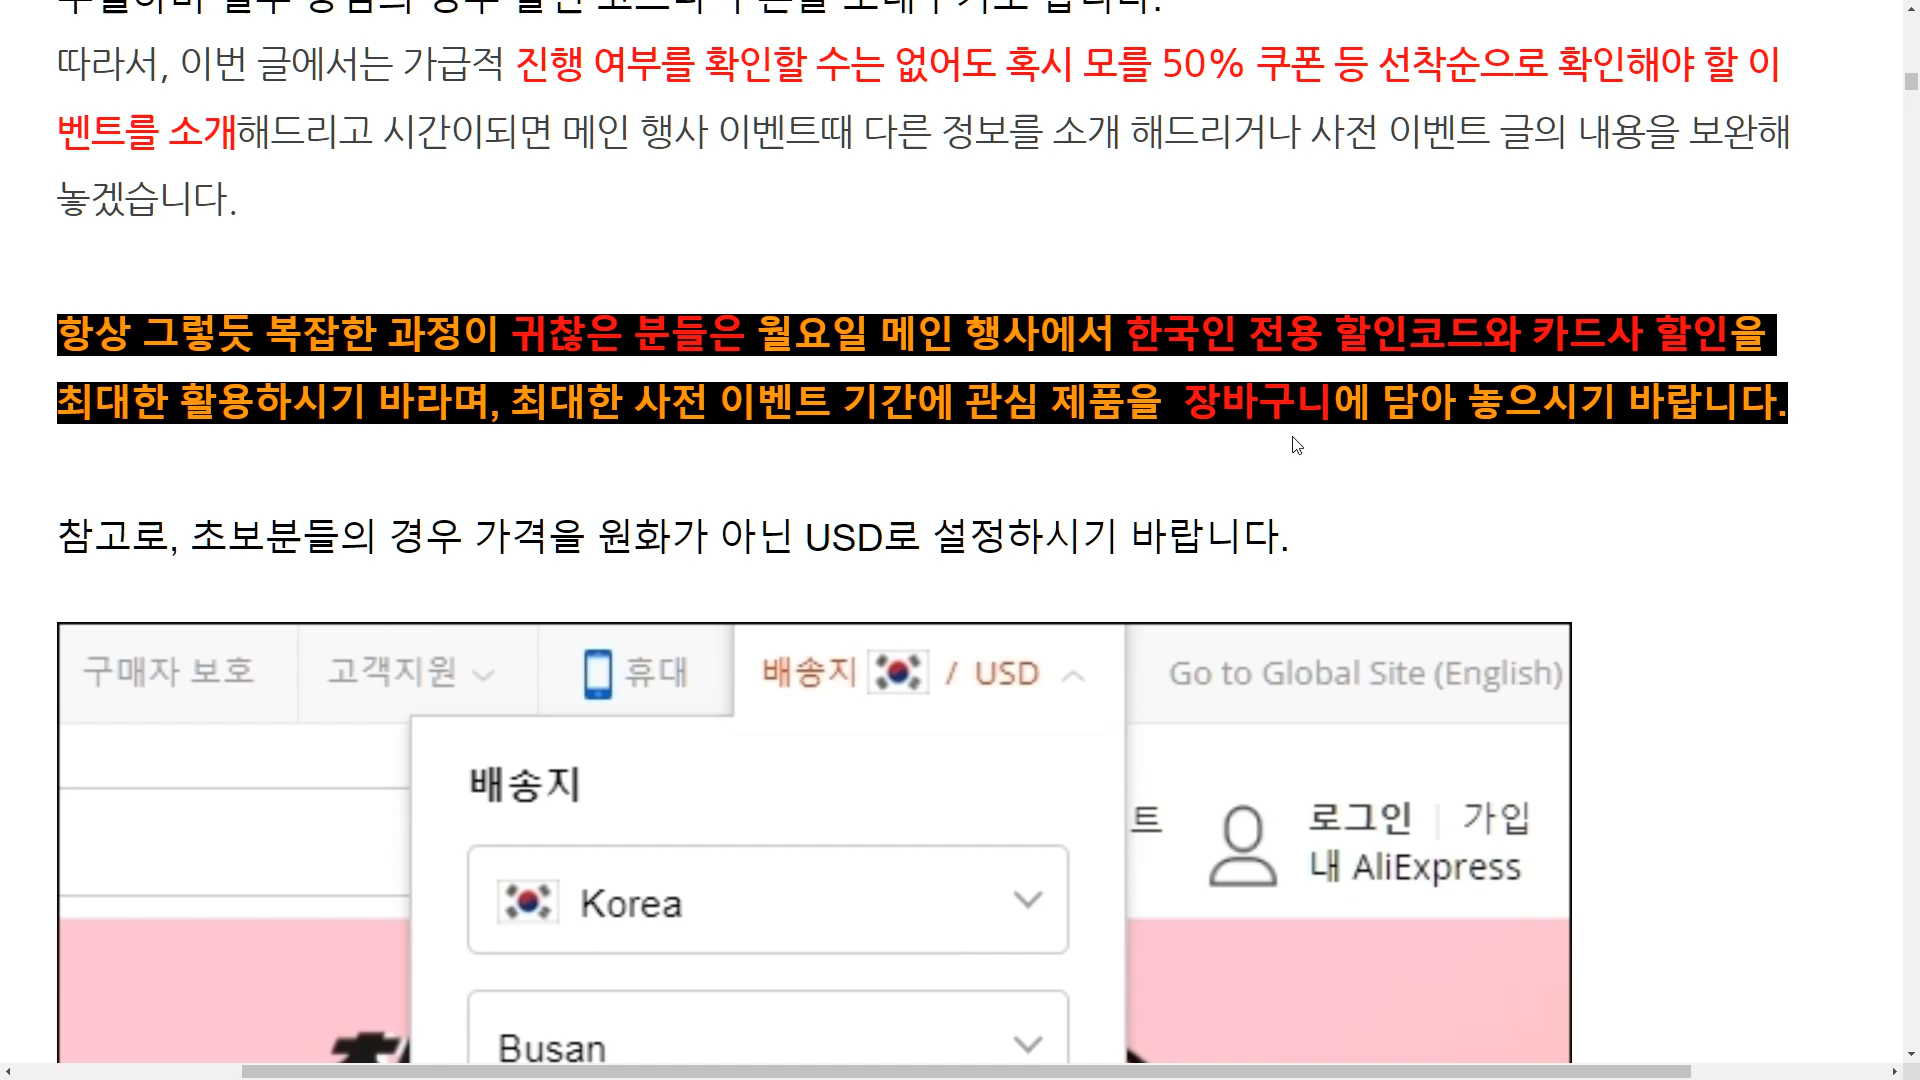 따라서, 이번 글에서는 가급적 진행 여부를 확인할 수는 없어도 혹시 모를 50% 쿠폰 등 선착순으로 확인해야 할 이
벤트를 소개해드리고 시간이되면 메인 행사 이벤트때 다른 정보를 소개 해드리거나 사전 이벤트 글의 내용을 보완해
놓겠습니다.
항상 그렇듯 복잡한 과정이 귀찮은 분들은 월요일 메인 행사에서 한국인 전용 할인코드와 카드사 할인을
최대한 활용하시기 바라며, 최대한 사전 이벤트 기간에 관심 제품을 장바구니에 담아 놓으시기 바랍니다.
참고로, 초보분들의 경우 가격을 원화가 아닌 USD로 설정하시기 바랍니다.
구매자 보호 고객지원 휴대 배송지 / USD Go to Global Site (English)
배송지
트 로그인 | 가입
내 AliExpress
Korea
Busan